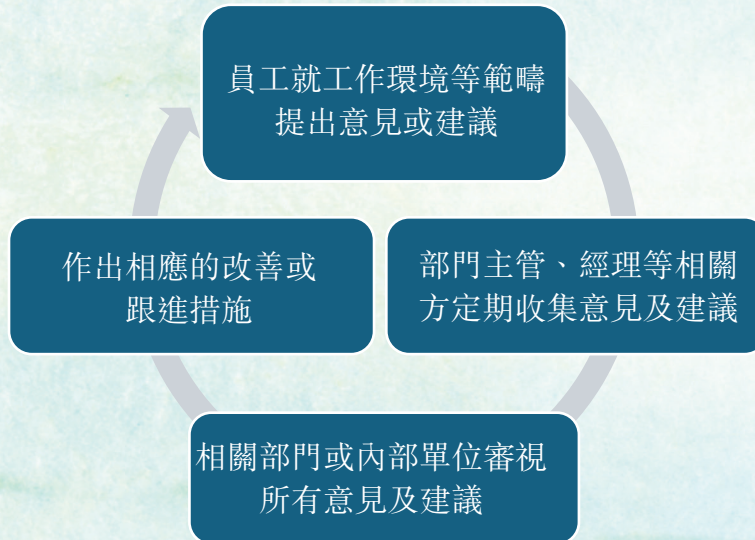 員工就工作環境等範疇
提出意見或建議
部門主管、經理等相關
方定期收集意見及建議
相關部門或內部單位審視
所有意見及建議
作出相應的改善或
跟進措施